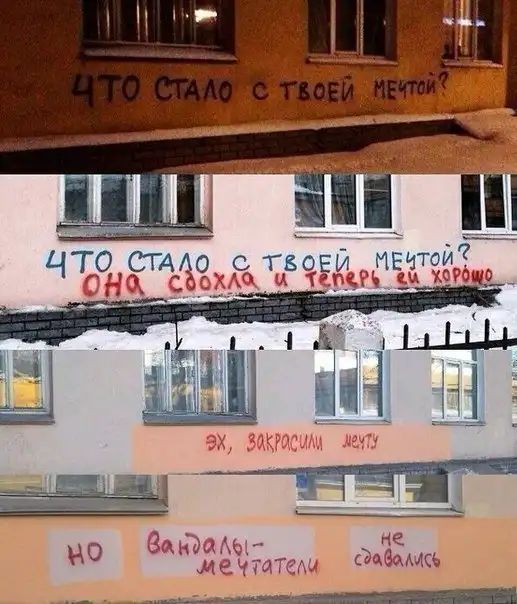 ЧТО СТАЛО С ТВОЕЙ МЕЧТОЙ?
ЧТО СТАЛО С ТВОЕЙ МЕЧТОЙ?
ОНА СДОХЛА И ТЕПЕРЬ ЕЙ ХОРОШО
ЭХ, ЗАКРАСИЛИ МЕЧТУ
НО
Вандалы-
мечтатели
не
сдавались